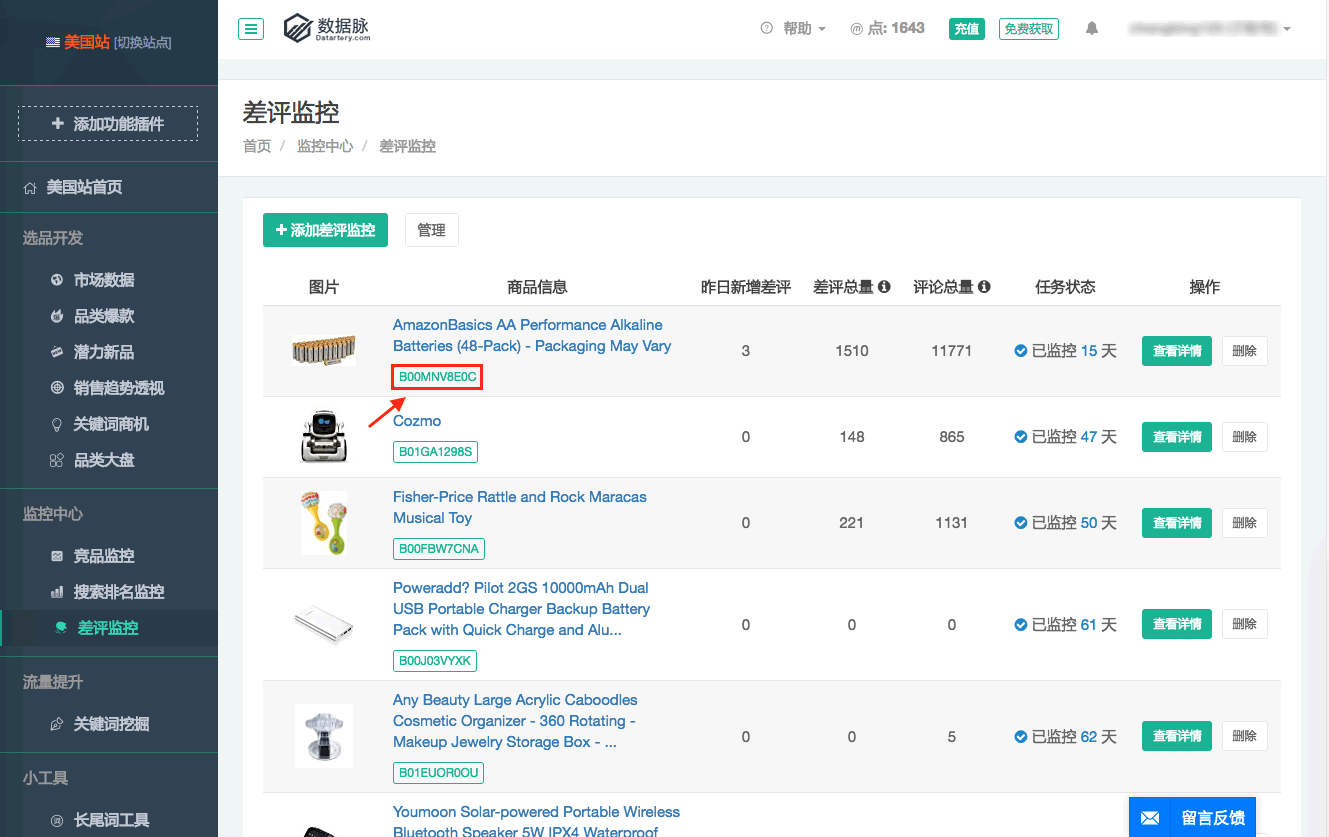 美国站 [切换站点]
添加功能插件
美国站首页
选品开发
市场数据
品类爆款
潜力新品
销售趋势透视
关键词商机
品类大盘
监控中心
竞品监控
搜索排名监控
差评监控
流量提升
关键词挖掘
小工具
长尾词工具
数据脉
Datartery.com
帮助
点: 1643
充值
免费获取
差评监控
首页 / 监控中心 / 差评监控
添加差评监控
管理
图片 商品信息 昨日新增差评 差评总量 评论总量 任务状态 操作
AmazonBasics AA Performance Alkaline
Batteries (48-Pack) - Packaging May Vary
B00MNV8E0C
3 1510 11771 已监控 15 天 查看详情 删除
Cozmo
B01GA1298S
0 148 865 已监控 47 天 查看详情 删除
Fisher-Price Rattle and Rock Maracas
Musical Toy
B00FBW7CNA
0 221 1131 已监控 50 天 查看详情 删除
Poweradd? Pilot 2GS 10000mAh Dual
USB Portable Charger Backup Battery
Pack with Quick Charge and Alu...
B00J03VYXK
0 0 0 已监控 61 天 查看详情 删除
Any Beauty Large Acrylic Caboodles
Cosmetic Organizer - 360 Rotating -
Makeup Jewelry Storage Box - ...
B01EUOR0OU
0 0 5 已监控 62 天 查看详情 删除
Youmoon Solar-powered Portable Wireless
Bluetooth Speaker 5W IPX4 Waterproof
留言反馈